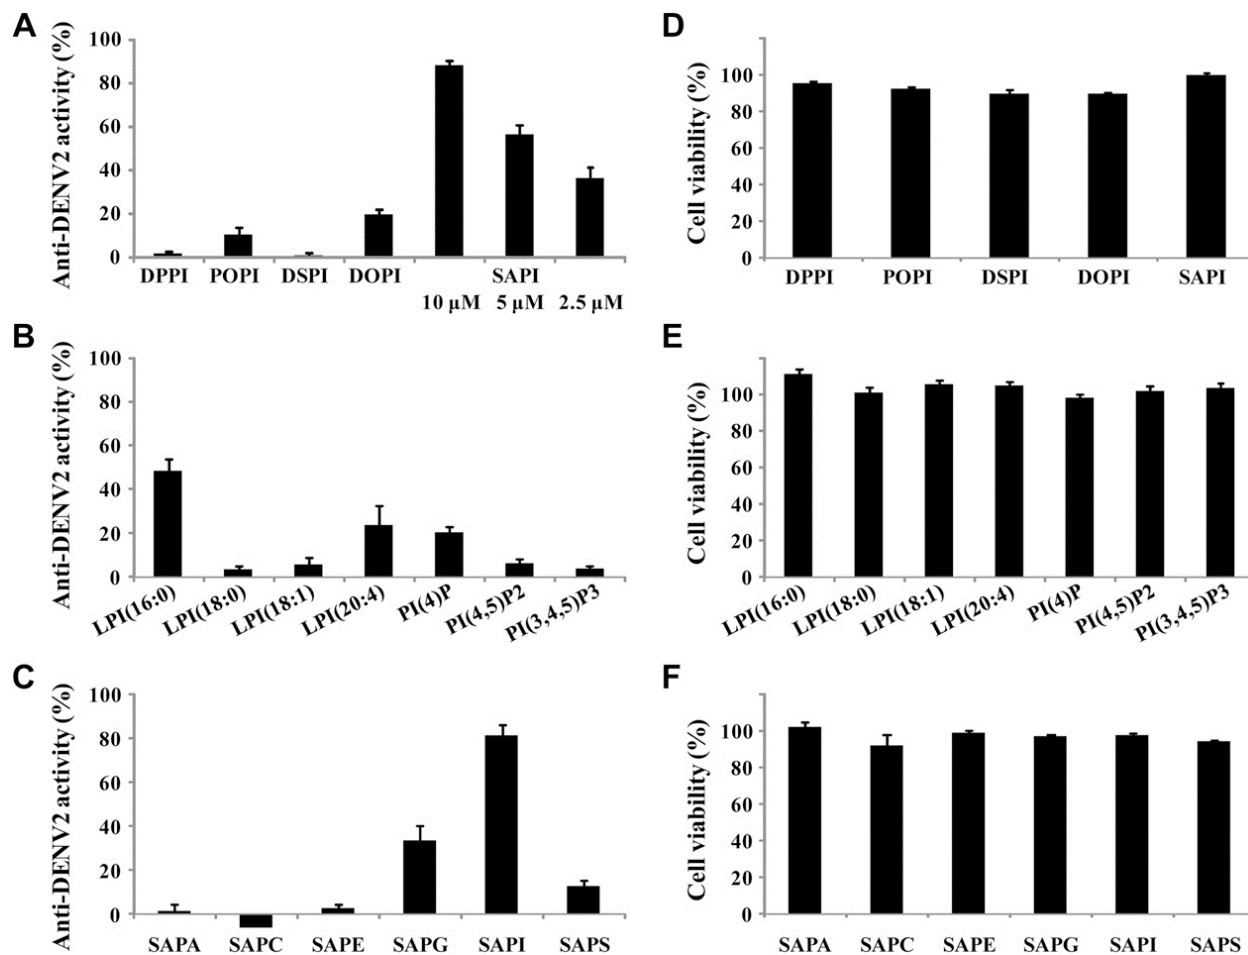 A
Anti-DENV2 activity (%)
100
80
60
40
20
0
DPPI POPI DSPI DOPI SAPI
10 µM 5 µM 2.5 µM
D
Cell viability (%)
100
80
60
40
20
0
DPPI POPI DSPI DOPI SAPI
B
Anti-DENV2 activity (%)
100
80
60
40
20
0
LPI(16:0) LPI(18:0) LPI(18:1) LPI(20:4) PI(4)P PI(4,5)P2 PI(3,4,5)P3
E
Cell viability (%)
100
80
60
40
20
0
LPI(16:0) LPI(18:0) LPI(18:1) LPI(20:4) PI(4)P PI(4,5)P2 PI(3,4,5)P3
C
Anti-DENV2 activity (%)
100
80
60
40
20
0
SAPA SAPC SAPE SAPG SAPI SAPS
F
Cell viability (%)
100
80
60
40
20
0
SAPA SAPC SAPE SAPG SAPI SAPS